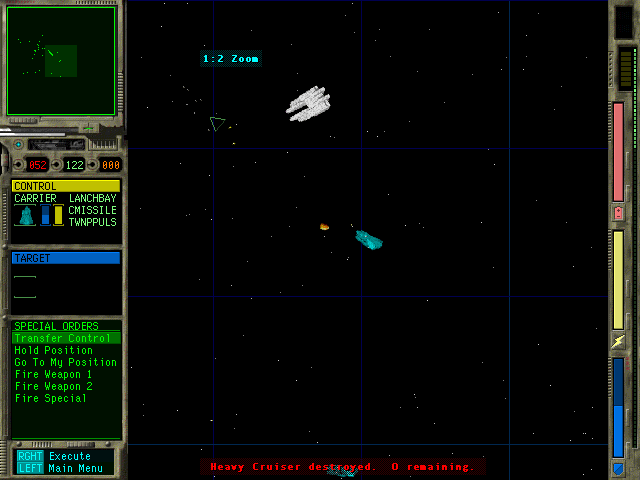 1:2 Zoom
052 122 000
CONTROL
CARRIER LANCHBAY
CMISSILE
TWNPPULS
TARGET
SPECIAL ORDERS
Transfer Control
Hold Position
Go To My Position
Fire Weapon 1
Fire Weapon 2
Fire Special
RGHT Execute
LEFT Main Menu
Heavy Cruiser destroyed. 0 remaining.